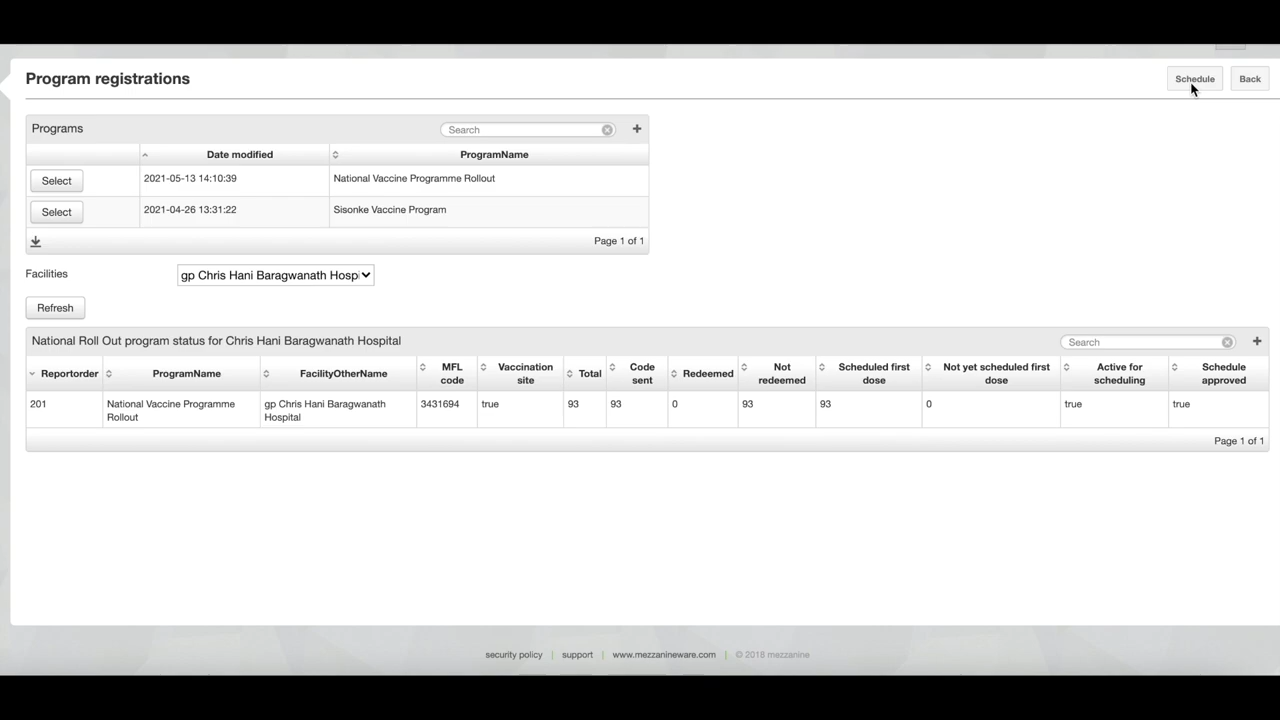 Program registrations
Schedule
Back
Programs
Search
Date modified
ProgramName
Select
2021-05-13 14:10:39
National Vaccine Programme Rollout
Select
2021-04-26 13:31:22
Sisonke Vaccine Program
Page 1 of 1
Facilities
gp Chris Hani Baragwanath Hospi
Refresh
National Roll Out program status for Chris Hani Baragwanath Hospital
Search
Reportorder
ProgramName
FacilityOtherName
MFL
code
Vaccination
site
Total
Code
sent
Redeemed
Not
redeemed
Scheduled first
dose
Not yet scheduled first
dose
Active for
scheduling
Schedule
approved
201
National Vaccine Programme
Rollout
gp Chris Hani Baragwanath
Hospital
3431694
true
93
93
0
93
93
0
true
true
Page 1 of 1
security policy | support | www.mezzanineware.com | © 2018 mezzanine